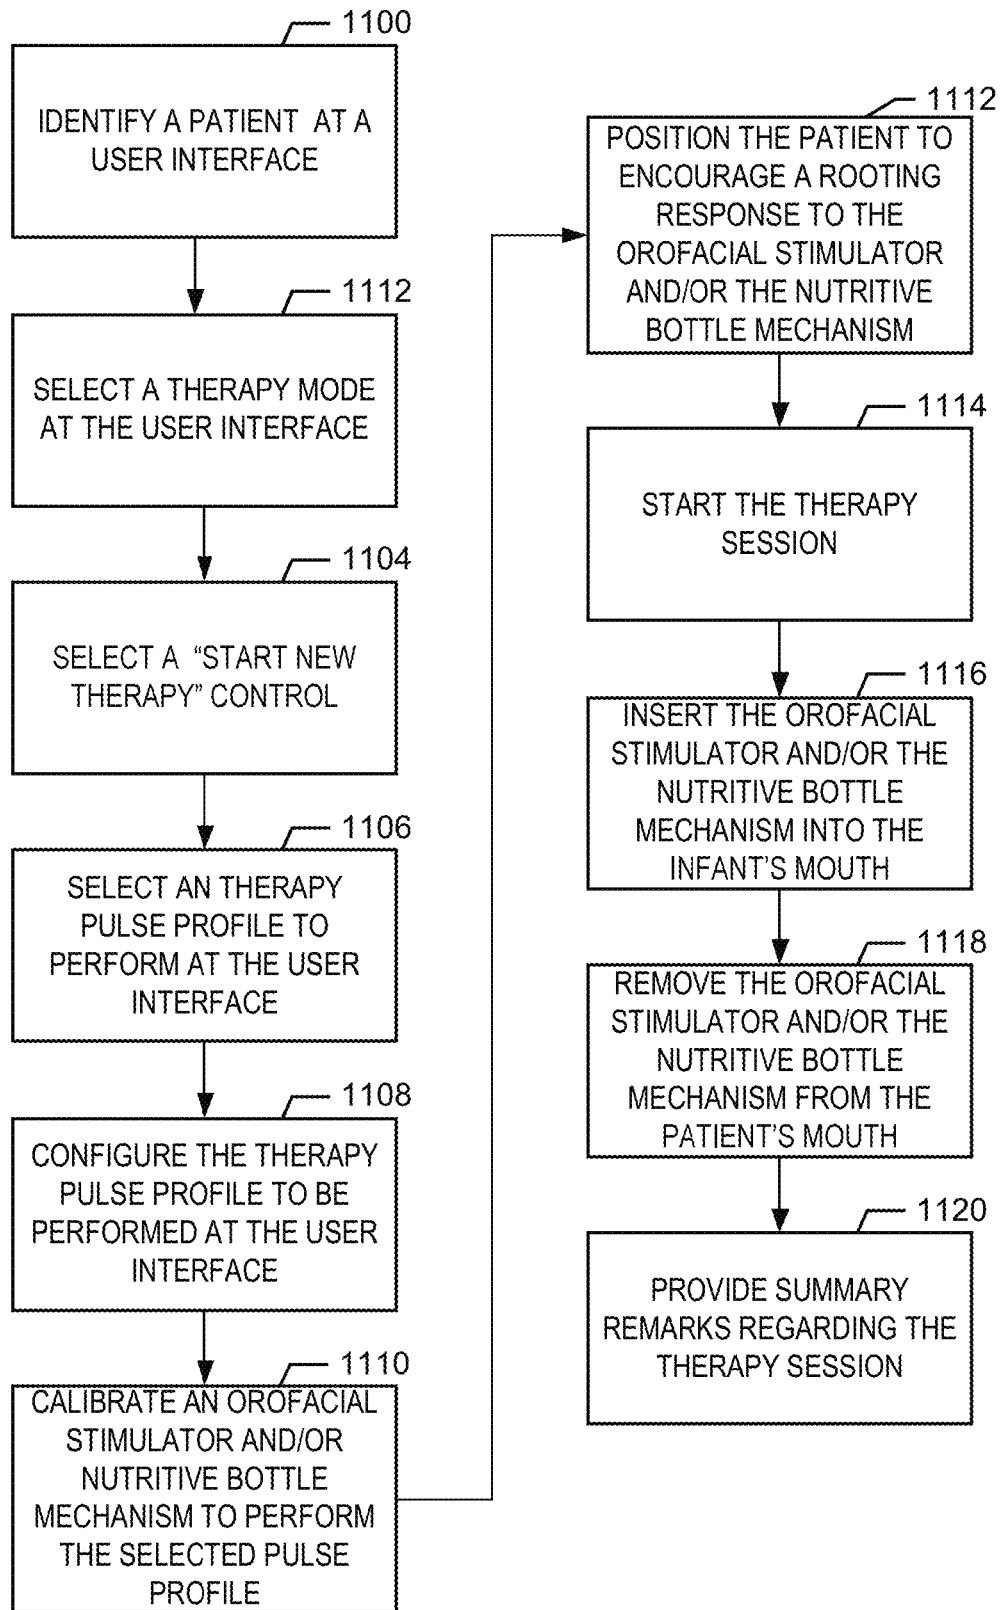 1100
IDENTIFY A PATIENT AT A
USER INTERFACE
1112
SELECT A THERAPY MODE
AT THE USER INTERFACE
1104
SELECT A “START NEW
THERAPY” CONTROL
1106
SELECT AN THERAPY
PULSE PROFILE TO
PERFORM AT THE USER
INTERFACE
1108
CONFIGURE THE THERAPY
PULSE PROFILE TO BE
PERFORMED AT THE USER
INTERFACE
1110
CALIBRATE AN OROFACIAL
STIMULATOR AND/OR
NUTRITIVE BOTTLE
MECHANISM TO PERFORM
THE SELECTED PULSE
PROFILE
1112
POSITION THE PATIENT TO
ENCOURAGE A ROOTING
RESPONSE TO THE
OROFACIAL STIMULATOR
AND/OR THE NUTRITIVE
BOTTLE MECHANISM
1114
START THE THERAPY
SESSION
1116
INSERT THE OROFACIAL
STIMULATOR AND/OR THE
NUTRITIVE BOTTLE
MECHANISM INTO THE
INFANT’S MOUTH
1118
REMOVE THE OROFACIAL
STIMULATOR AND/OR THE
NUTRITIVE BOTTLE
MECHANISM FROM THE
PATIENT’S MOUTH
1120
PROVIDE SUMMARY
REMARKS REGARDING THE
THERAPY SESSION